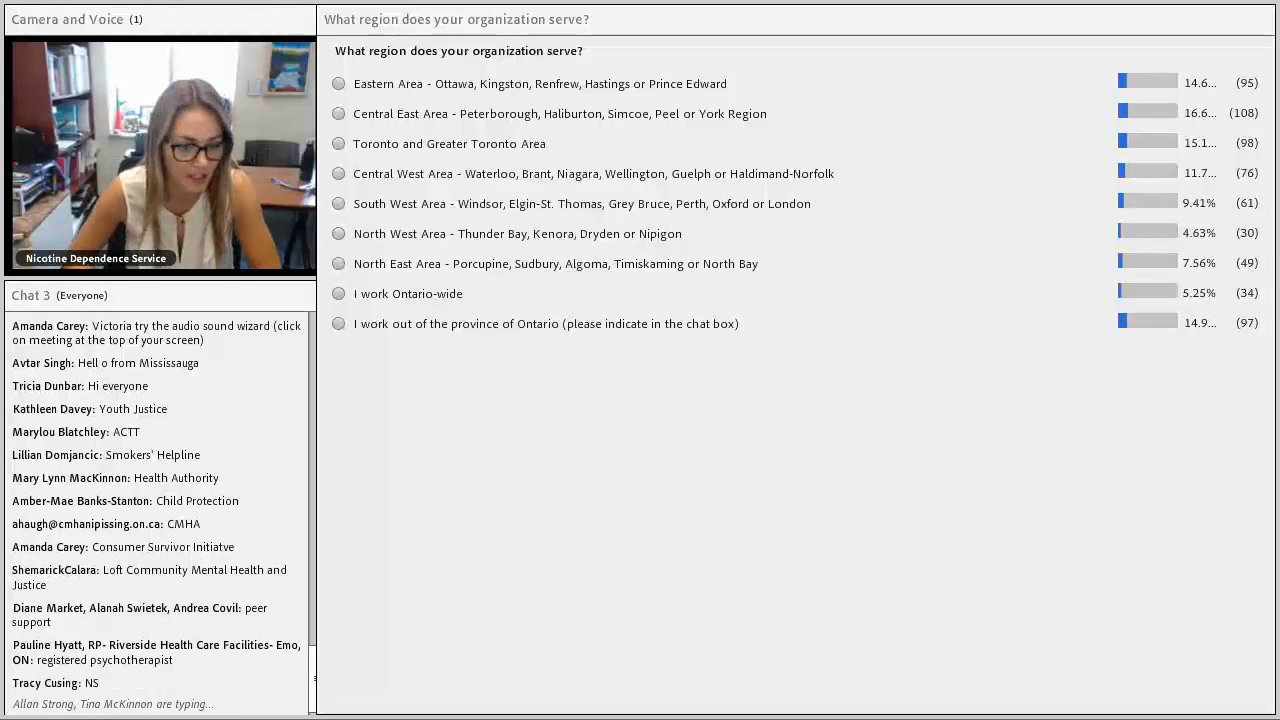 Camera and Voice (1)
Nicotine Dependence Service
Chat 3 (Everyone)
Amanda Carey: Victoria try the audio sound wizard (click
on meeting at the top of your screen)
Avtar Singh: Hell o from Mississauga
Tricia Dunbar: Hi everyone
Kathleen Davey: Youth Justice
Marylou Blatchley: ACTT
Lillian Domjancic: Smokers' Helpline
Mary Lynn MacKinnon: Health Authority
Amber-Mae Banks-Stanton: Child Protection
ahaugh@cmhanipissing.on.ca: CMHA
Amanda Carey: Consumer Survivor Initiatve
ShemarickCalara: Loft Community Mental Health and
Justice
Diane Market, Alanah Swietek, Andrea Covil: peer
support
Pauline Hyatt, RP- Riverside Health Care Facilities- Emo,
ON: registered psychotherapist
Tracy Cusing: NS
Allan Strong, Tina McKinnon are typing...
What region does your organization serve?
What region does your organization serve?
Eastern Area - Ottawa, Kingston, Renfrew, Hastings or Prince Edward 14.6... (95)
Central East Area - Peterborough, Haliburton, Simcoe, Peel or York Region 16.6... (108)
Toronto and Greater Toronto Area 15.1... (98)
Central West Area - Waterloo, Brant, Niagara, Wellington, Guelph or Haldimand-Norfolk 11.7... (76)
South West Area - Windsor, Elgin-St. Thomas, Grey Bruce, Perth, Oxford or London 9.41% (61)
North West Area - Thunder Bay, Kenora, Dryden or Nipigon 4.63% (30)
North East Area - Porcupine, Sudbury, Algoma, Timiskaming or North Bay 7.56% (49)
I work Ontario-wide 5.25% (34)
I work out of the province of Ontario (please indicate in the chat box) 14.9... (97)